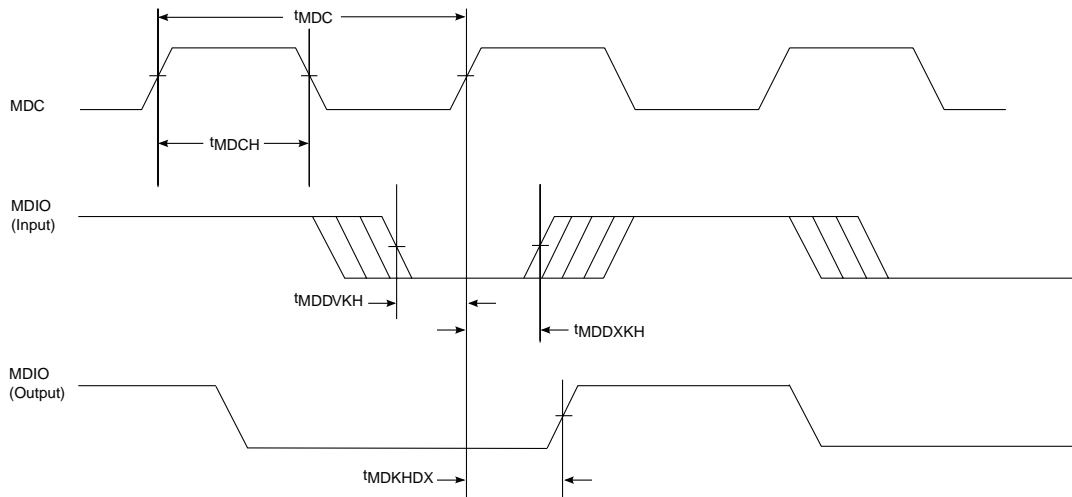 tMDC
MDC
tMDCH
MDIO
(Input)
tMDDVKH
tMDDXKH
MDIO
(Output)
tMDKHDX